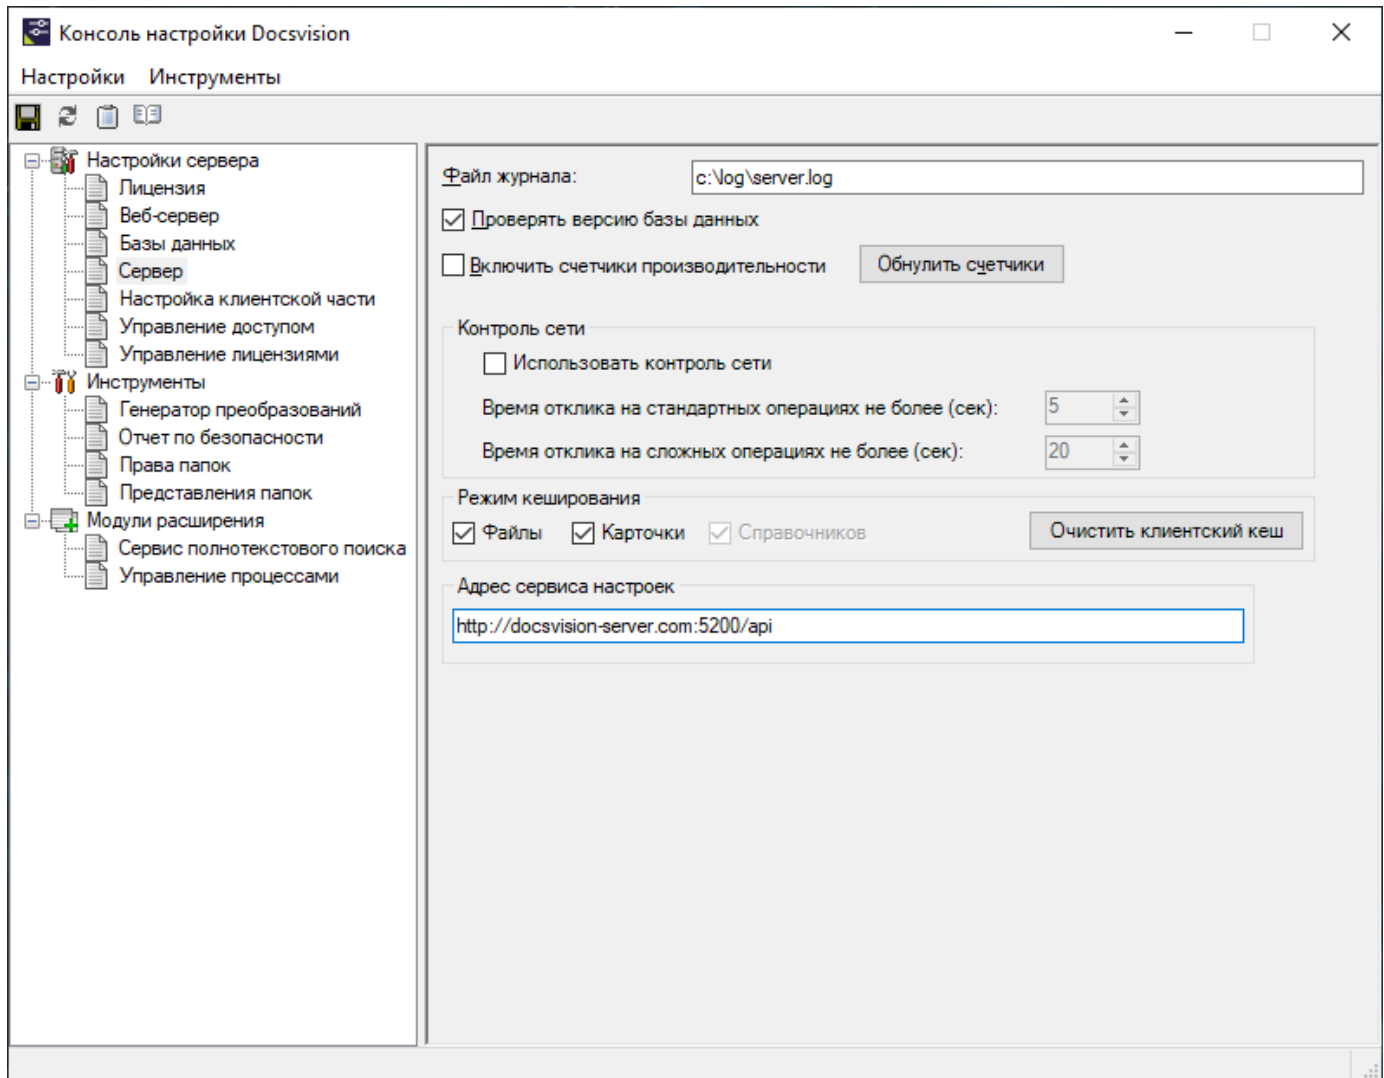 Консоль настройки Docsvision
Настройки Инструменты
Настройки сервера
Лицензия
Веб-сервер
Базы данных
Сервер
Настройка клиентской части
Управление доступом
Управление лицензиями
Инструменты
Генератор преобразований
Отчет по безопасности
Права папок
Представления папок
Модули расширения
Сервис полнотекстового поиска
Управление процессами
Файл журнала: c:\log\server.log
Проверять версию базы данных
Включить счетчики производительности Обнулить счетчики
Контроль сети
Использовать контроль сети
Время отклика на стандартных операциях не более (сек): 5
Время отклика на сложных операциях не более (сек): 20
Режим кеширования
Файлы Карточки Справочников Очистить клиентский кеш
Адрес сервиса настроек
http://docsvision-server.com:5200/api